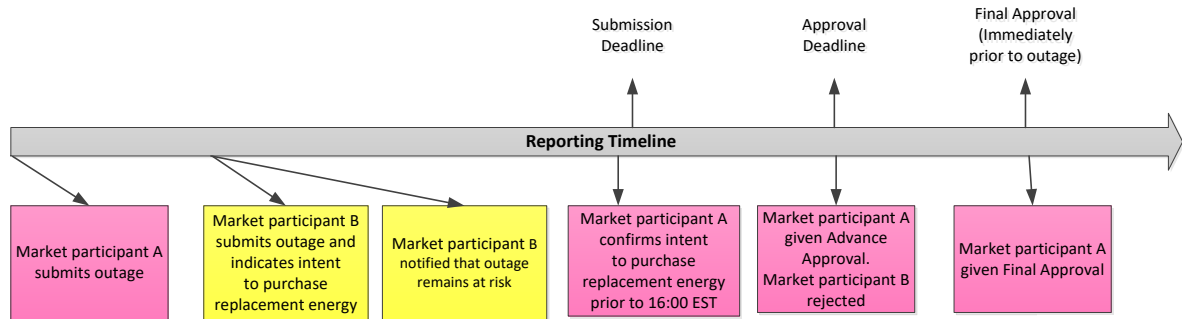 Submission
Deadline
Approval
Deadline
Final Approval
(Immediately
prior to outage)
Reporting Timeline
Market participant A
submits outage
Market participant B
submits outage and
indicates intent
to purchase
replacement energy
Market participant B
notified that outage
remains at risk
Market participant A
confirms intent
to purchase
replacement energy
prior to 16:00 EST
Market participant A
given Advance
Approval.
Market participant B
rejected
Market participant A
given Final Approval